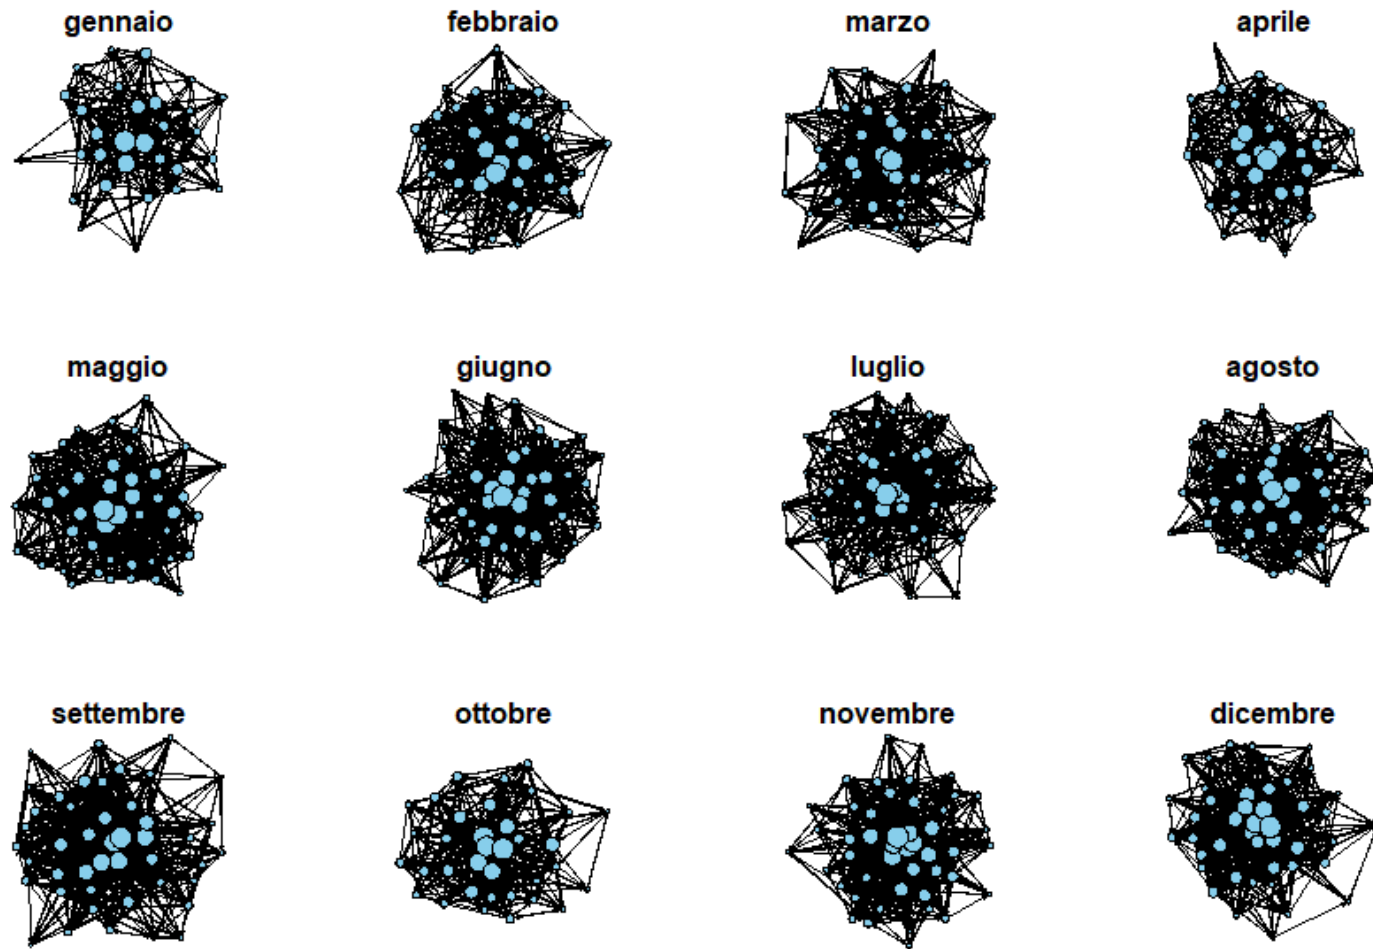 gennaio
febbraio
marzo
aprile
maggio
giugno
luglio
agosto
settembre
ottobre
novembre
dicembre